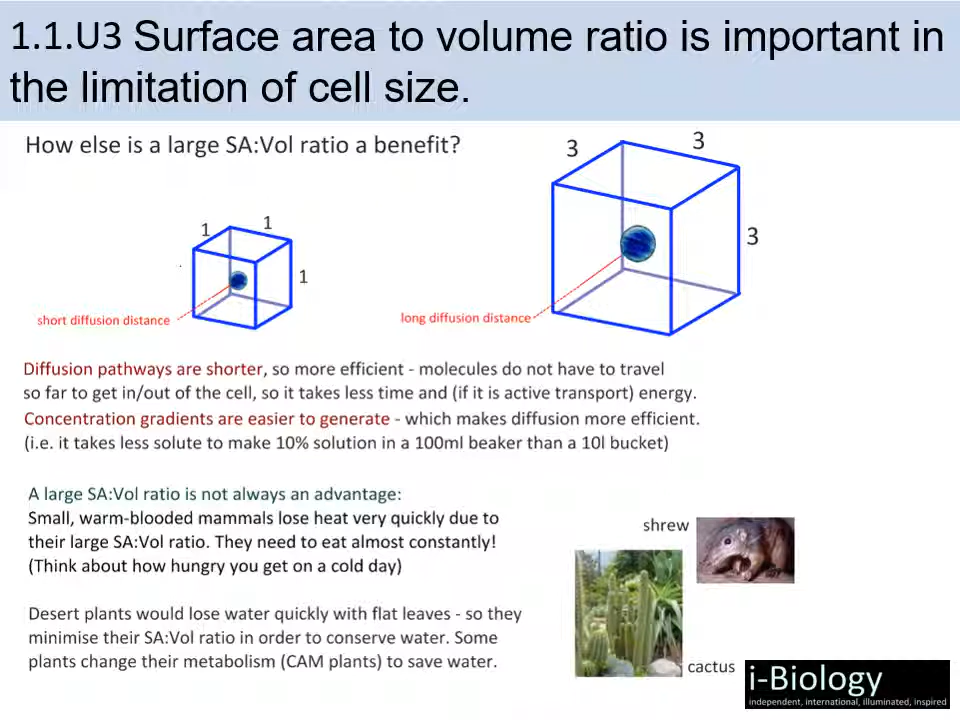 1.1.U3 Surface area to volume ratio is important in
the limitation of cell size.
How else is a large SA:Vol ratio a benefit?
3
3
3
1
1
1
short diffusion distance
long diffusion distance
Diffusion pathways are shorter, so more efficient - molecules do not have to travel
so far to get in/out of the cell, so it takes less time and (if it is active transport) energy.
Concentration gradients are easier to generate - which makes diffusion more efficient.
(i.e. it takes less solute to make 10% solution in a 100ml beaker than a 10l bucket)
A large SA:Vol ratio is not always an advantage:
Small, warm-blooded mammals lose heat very quickly due to
their large SA:Vol ratio. They need to eat almost constantly!
(Think about how hungry you get on a cold day)
shrew
Desert plants would lose water quickly with flat leaves - so they
minimise their SA:Vol ratio in order to conserve water. Some
plants change their metabolism (CAM plants) to save water.
cactus
i-Biology
independent, international, illuminated, inspired